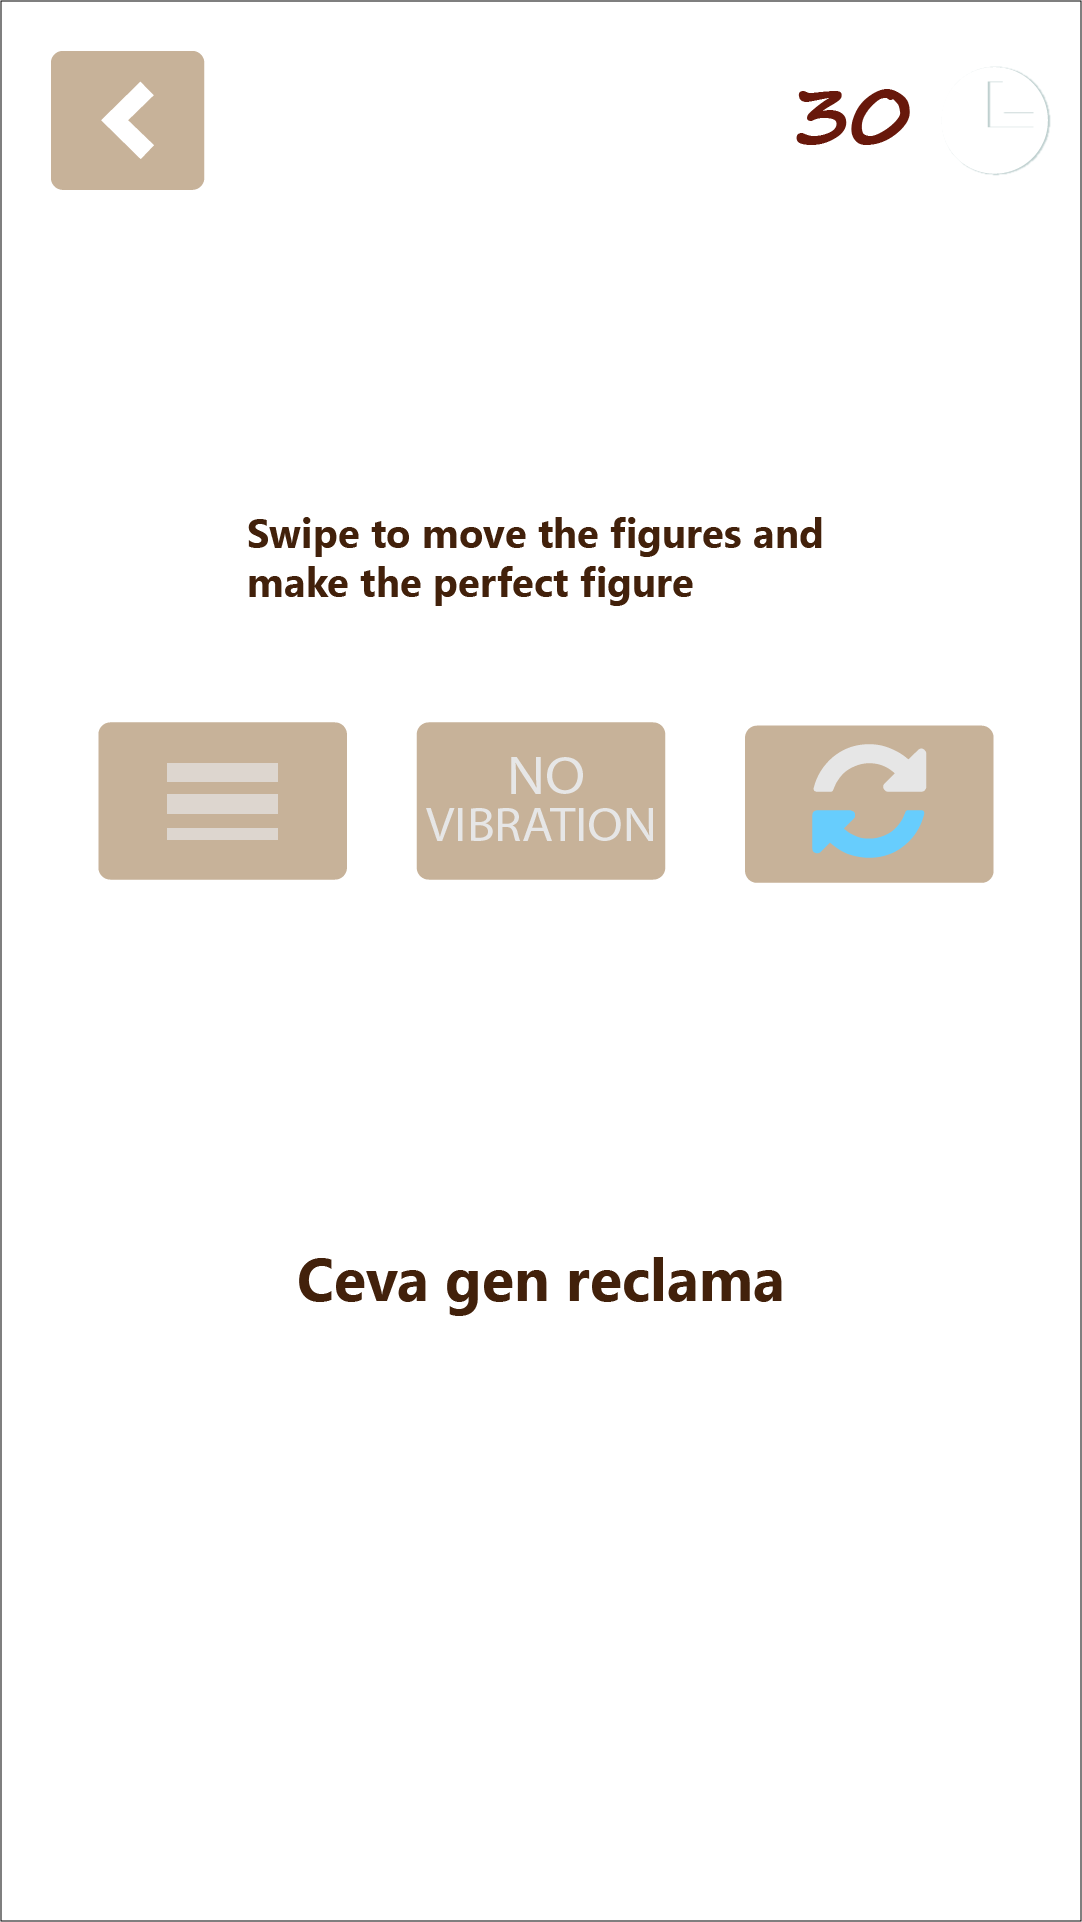 30
Swipe to move the figures and
make the perfect figure
NO
VIBRATION
Ceva gen reclama